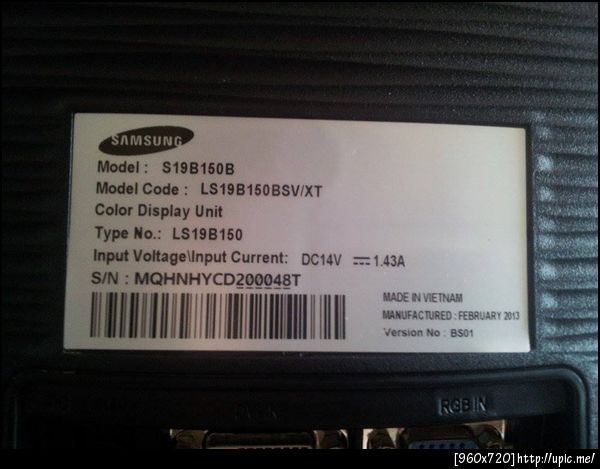 SAMSUNG
Model : S19B150B
Model Code : LS19B150BSV/XT
Color Display Unit
Type No.: LS19B150
Input Voltage\Input Current: DC14V ⎓ 1.43A
S/N : MQHNHYCD200048T
MADE IN VIETNAM
MANUFACTURED : FEBRUARY 2013
Version No : BS01
RGB IN
[960x720]http://upic.me/